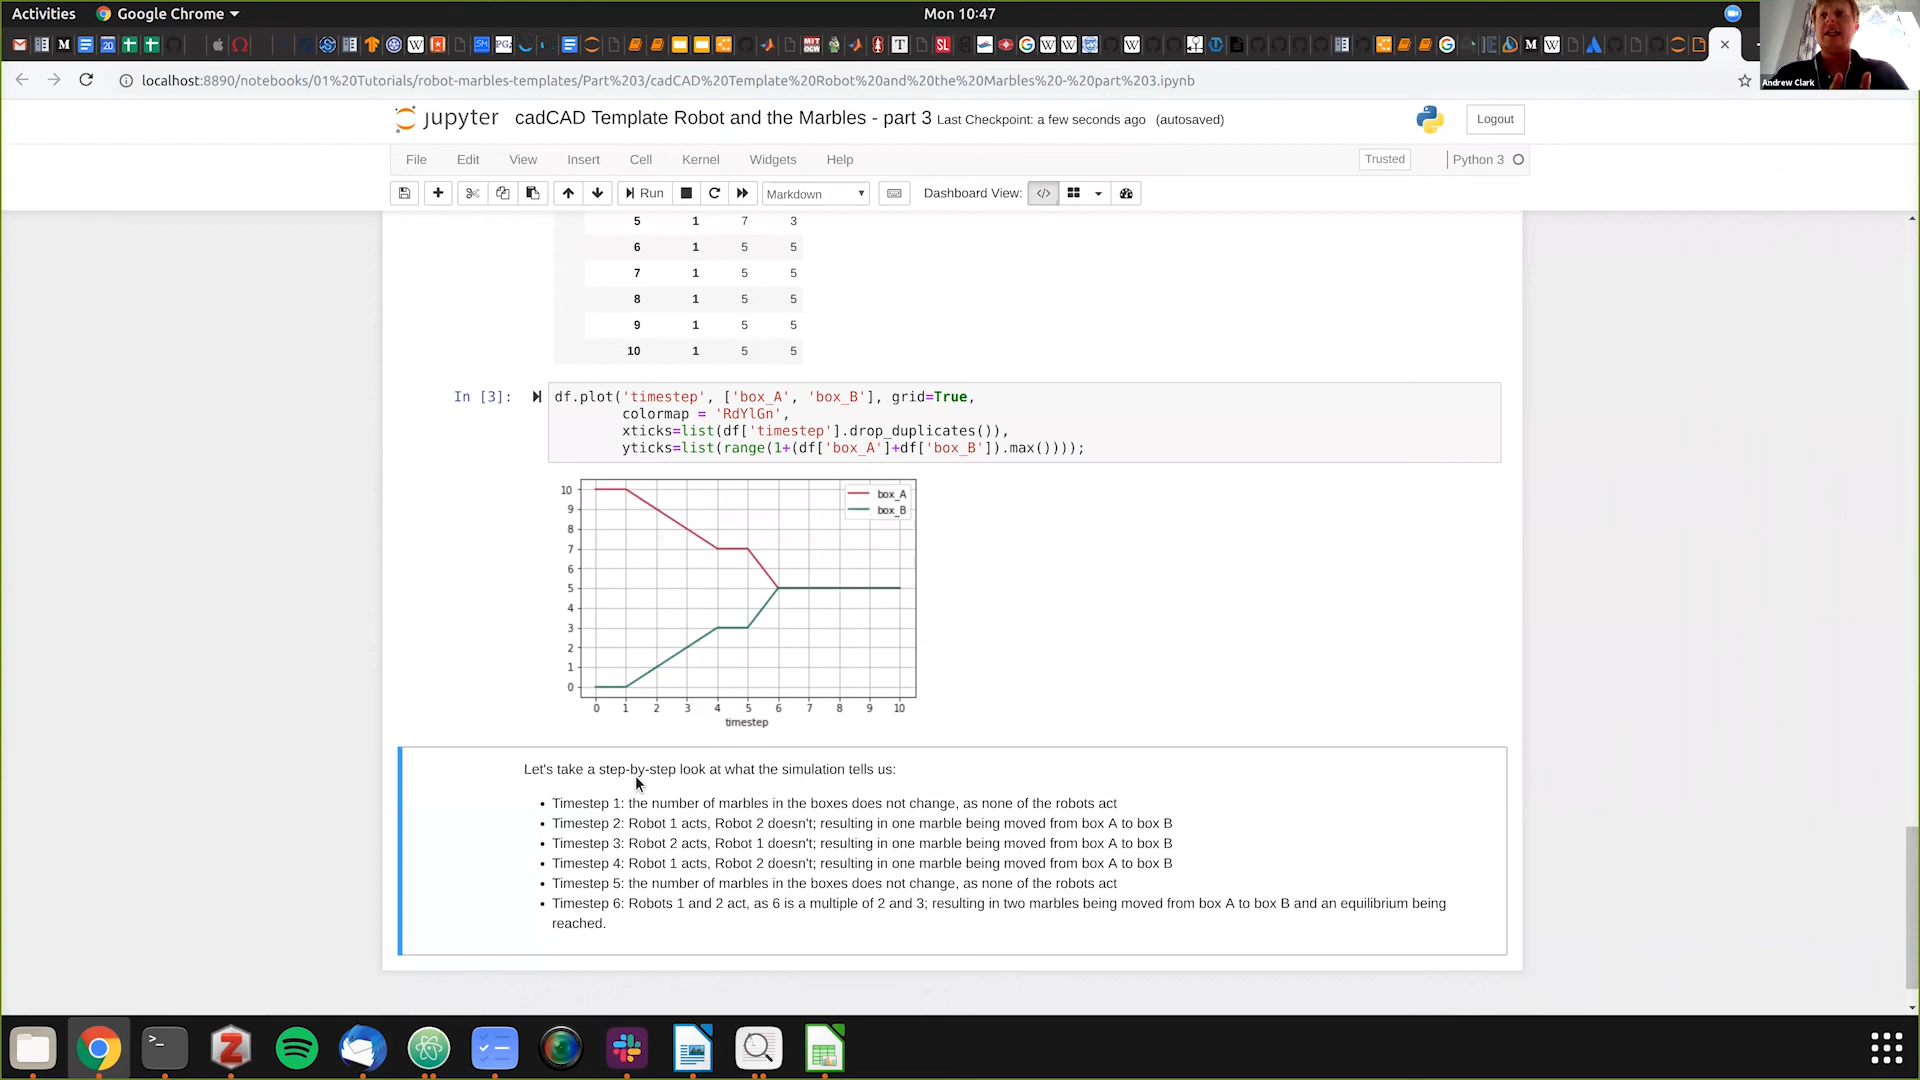 Activities Google Chrome Mon 10:47
localhost:8890/notebooks/01%20Tutorials/robot-marbles-templates/Part%203/cadCAD%20Template%20Robot%20and%20the%20Marbles%20-%20part%203.ipynb
Andrew Clark
jupyter cadCAD Template Robot and the Marbles - part 3 Last Checkpoint: a few seconds ago (autosaved) Logout
File Edit View Insert Cell Kernel Widgets Help Trusted Python 3
Run Markdown Dashboard View: </>
5 1 7 3
6 1 5 5
7 1 5 5
8 1 5 5
9 1 5 5
10 1 5 5
In [3]: df.plot('timestep', ['box_A', 'box_B'], grid=True,
colormap = 'RdYlGn',
xticks=list(df['timestep'].drop_duplicates()),
yticks=list(range(1+(df['box_A']+df['box_B']).max())));
box_A
box_B
10
9
8
7
6
5
4
3
2
1
0
0 1 2 3 4 5 6 7 8 9 10
timestep
Let's take a step-by-step look at what the simulation tells us:
• Timestep 1: the number of marbles in the boxes does not change, as none of the robots act
• Timestep 2: Robot 1 acts, Robot 2 doesn't; resulting in one marble being moved from box A to box B
• Timestep 3: Robot 2 acts, Robot 1 doesn't; resulting in one marble being moved from box A to box B
• Timestep 4: Robot 1 acts, Robot 2 doesn't; resulting in one marble being moved from box A to box B
• Timestep 5: the number of marbles in the boxes does not change, as none of the robots act
• Timestep 6: Robots 1 and 2 act, as 6 is a multiple of 2 and 3; resulting in two marbles being moved from box A to box B and an equilibrium being
reached.